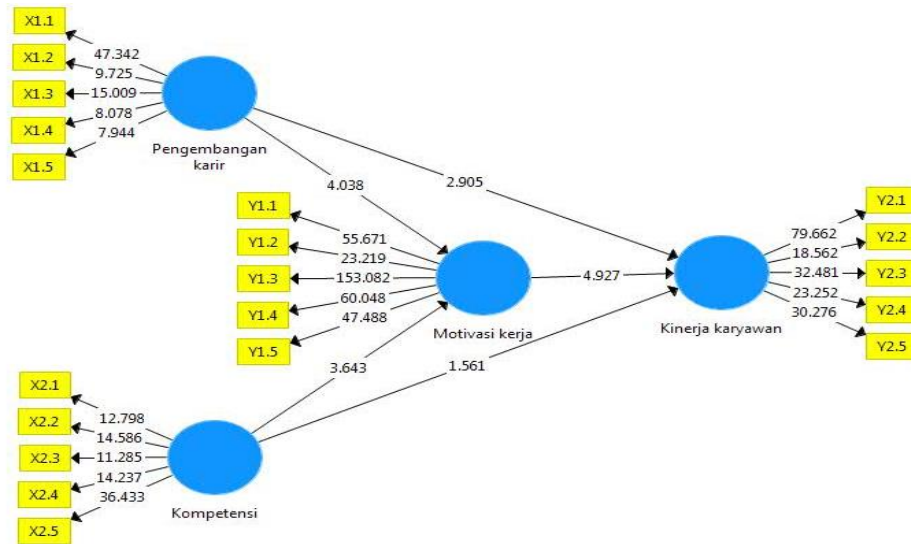 X1.1
X1.2
X1.3
X1.4
X1.5
47.342
9.725
15.009
8.078
7.944
Pengembangan
karir
2.905
4.038
Y1.1
Y1.2
Y1.3
Y1.4
Y1.5
55.671
23.219
153.082
60.048
47.488
Motivasi kerja
4.927
Y2.1
Y2.2
Y2.3
Y2.4
Y2.5
79.662
18.562
32.481
23.252
30.276
Kinerja karyawan
3.643
1.561
X2.1
X2.2
X2.3
X2.4
X2.5
12.798
14.586
11.285
14.237
36.433
Kompetensi